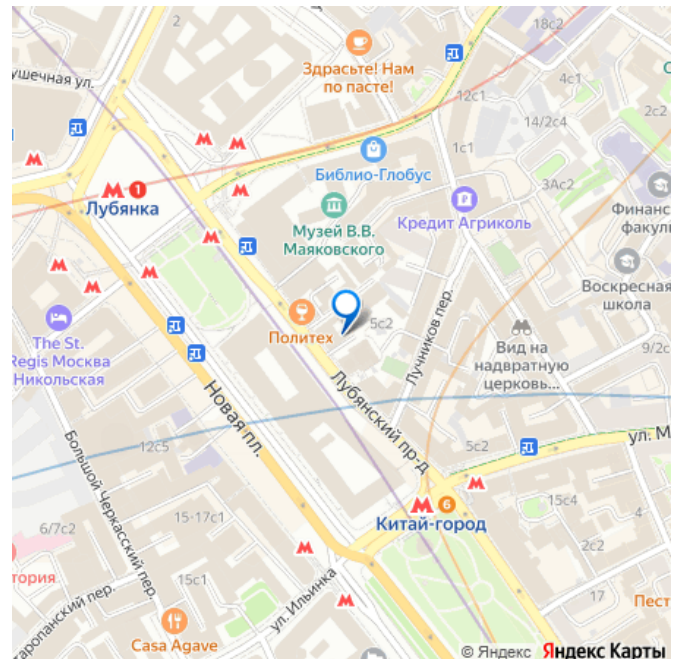 2
18с2
Здрасьте! Нам
по пасте!
ушечная ул.
4с1
12с1
2с2
14/2с4
1с1
Библио-Глобус
3Ас2
1
Лубянка
Музей В.В.
Маяковского
Кредит Агриколь
Финанс
факул
Воскресная
школа
The St.
Regis Москва
Никольская
Политех
5с2
Лучников пер.
Вид на
надвратную
церковь...
9/2с
Лубянский пр-д
Новая пл.
Большой Черкасский пер.
12с5
5с2
ул. М
6
Китай-город
15с4
6/7с2
15-17с1
2с2
тория
15с1
аропанский пер.
ул. Ильинка
17
Пест
Casa Agave
© Яндекс Яндекс Карты